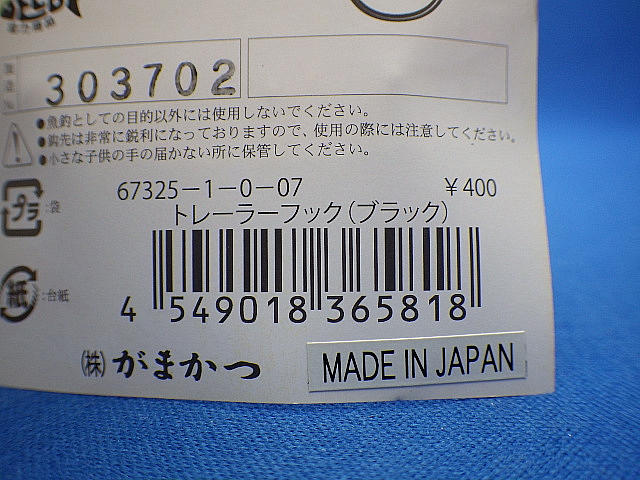 303702
●魚釣としての目的以外には使用しないでください。
●鈎先は非常に鋭利になっておりますので、使用の際には注意してください。
●小さな子供の手の届かない所に保管してください。
プラ :袋
67325-1-0-07 ¥400
トレーラーフック(ブラック)
紙 :台紙
4 549018 365818
(株)がまかつ
MADE IN JAPAN